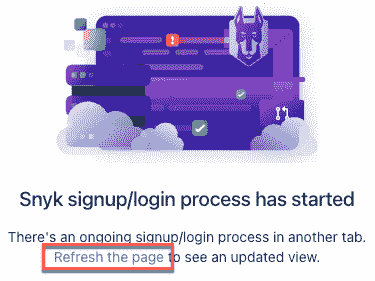 Snyk signup/login process has started
There's an ongoing signup/login process in another tab.
Refresh the page to see an updated view.